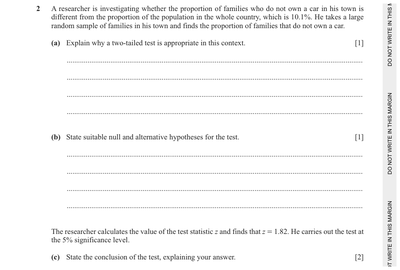 2 A researcher is investigating whether the proportion of families who do not own a car in his town is
different from the proportion of the population in the whole country, which is 10.1%. He takes a large
random sample of families in his town and finds the proportion of families that do not own a car.
(a) Explain why a two-tailed test is appropriate in this context. [1]
(b) State suitable null and alternative hypotheses for the test. [1]
The researcher calculates the value of the test statistic z and finds that z = 1.82. He carries out the test at
the 5% significance level.
(c) State the conclusion of the test, explaining your answer. [2]
DO NOT WRITE IN THIS M
DO NOT WRITE IN THIS MARGIN
IT WRITE IN THIS MARGIN